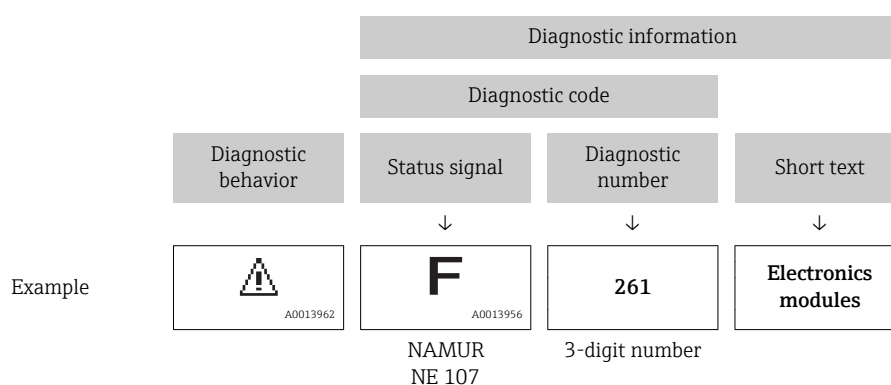 Diagnostic information
Diagnostic code
Diagnostic
behavior
Status signal
Diagnostic
number
Short text
↓ ↓ ↓
Example
A0013962
F
A0013956
261
Electronics
modules
NAMUR
NE 107
3-digit number